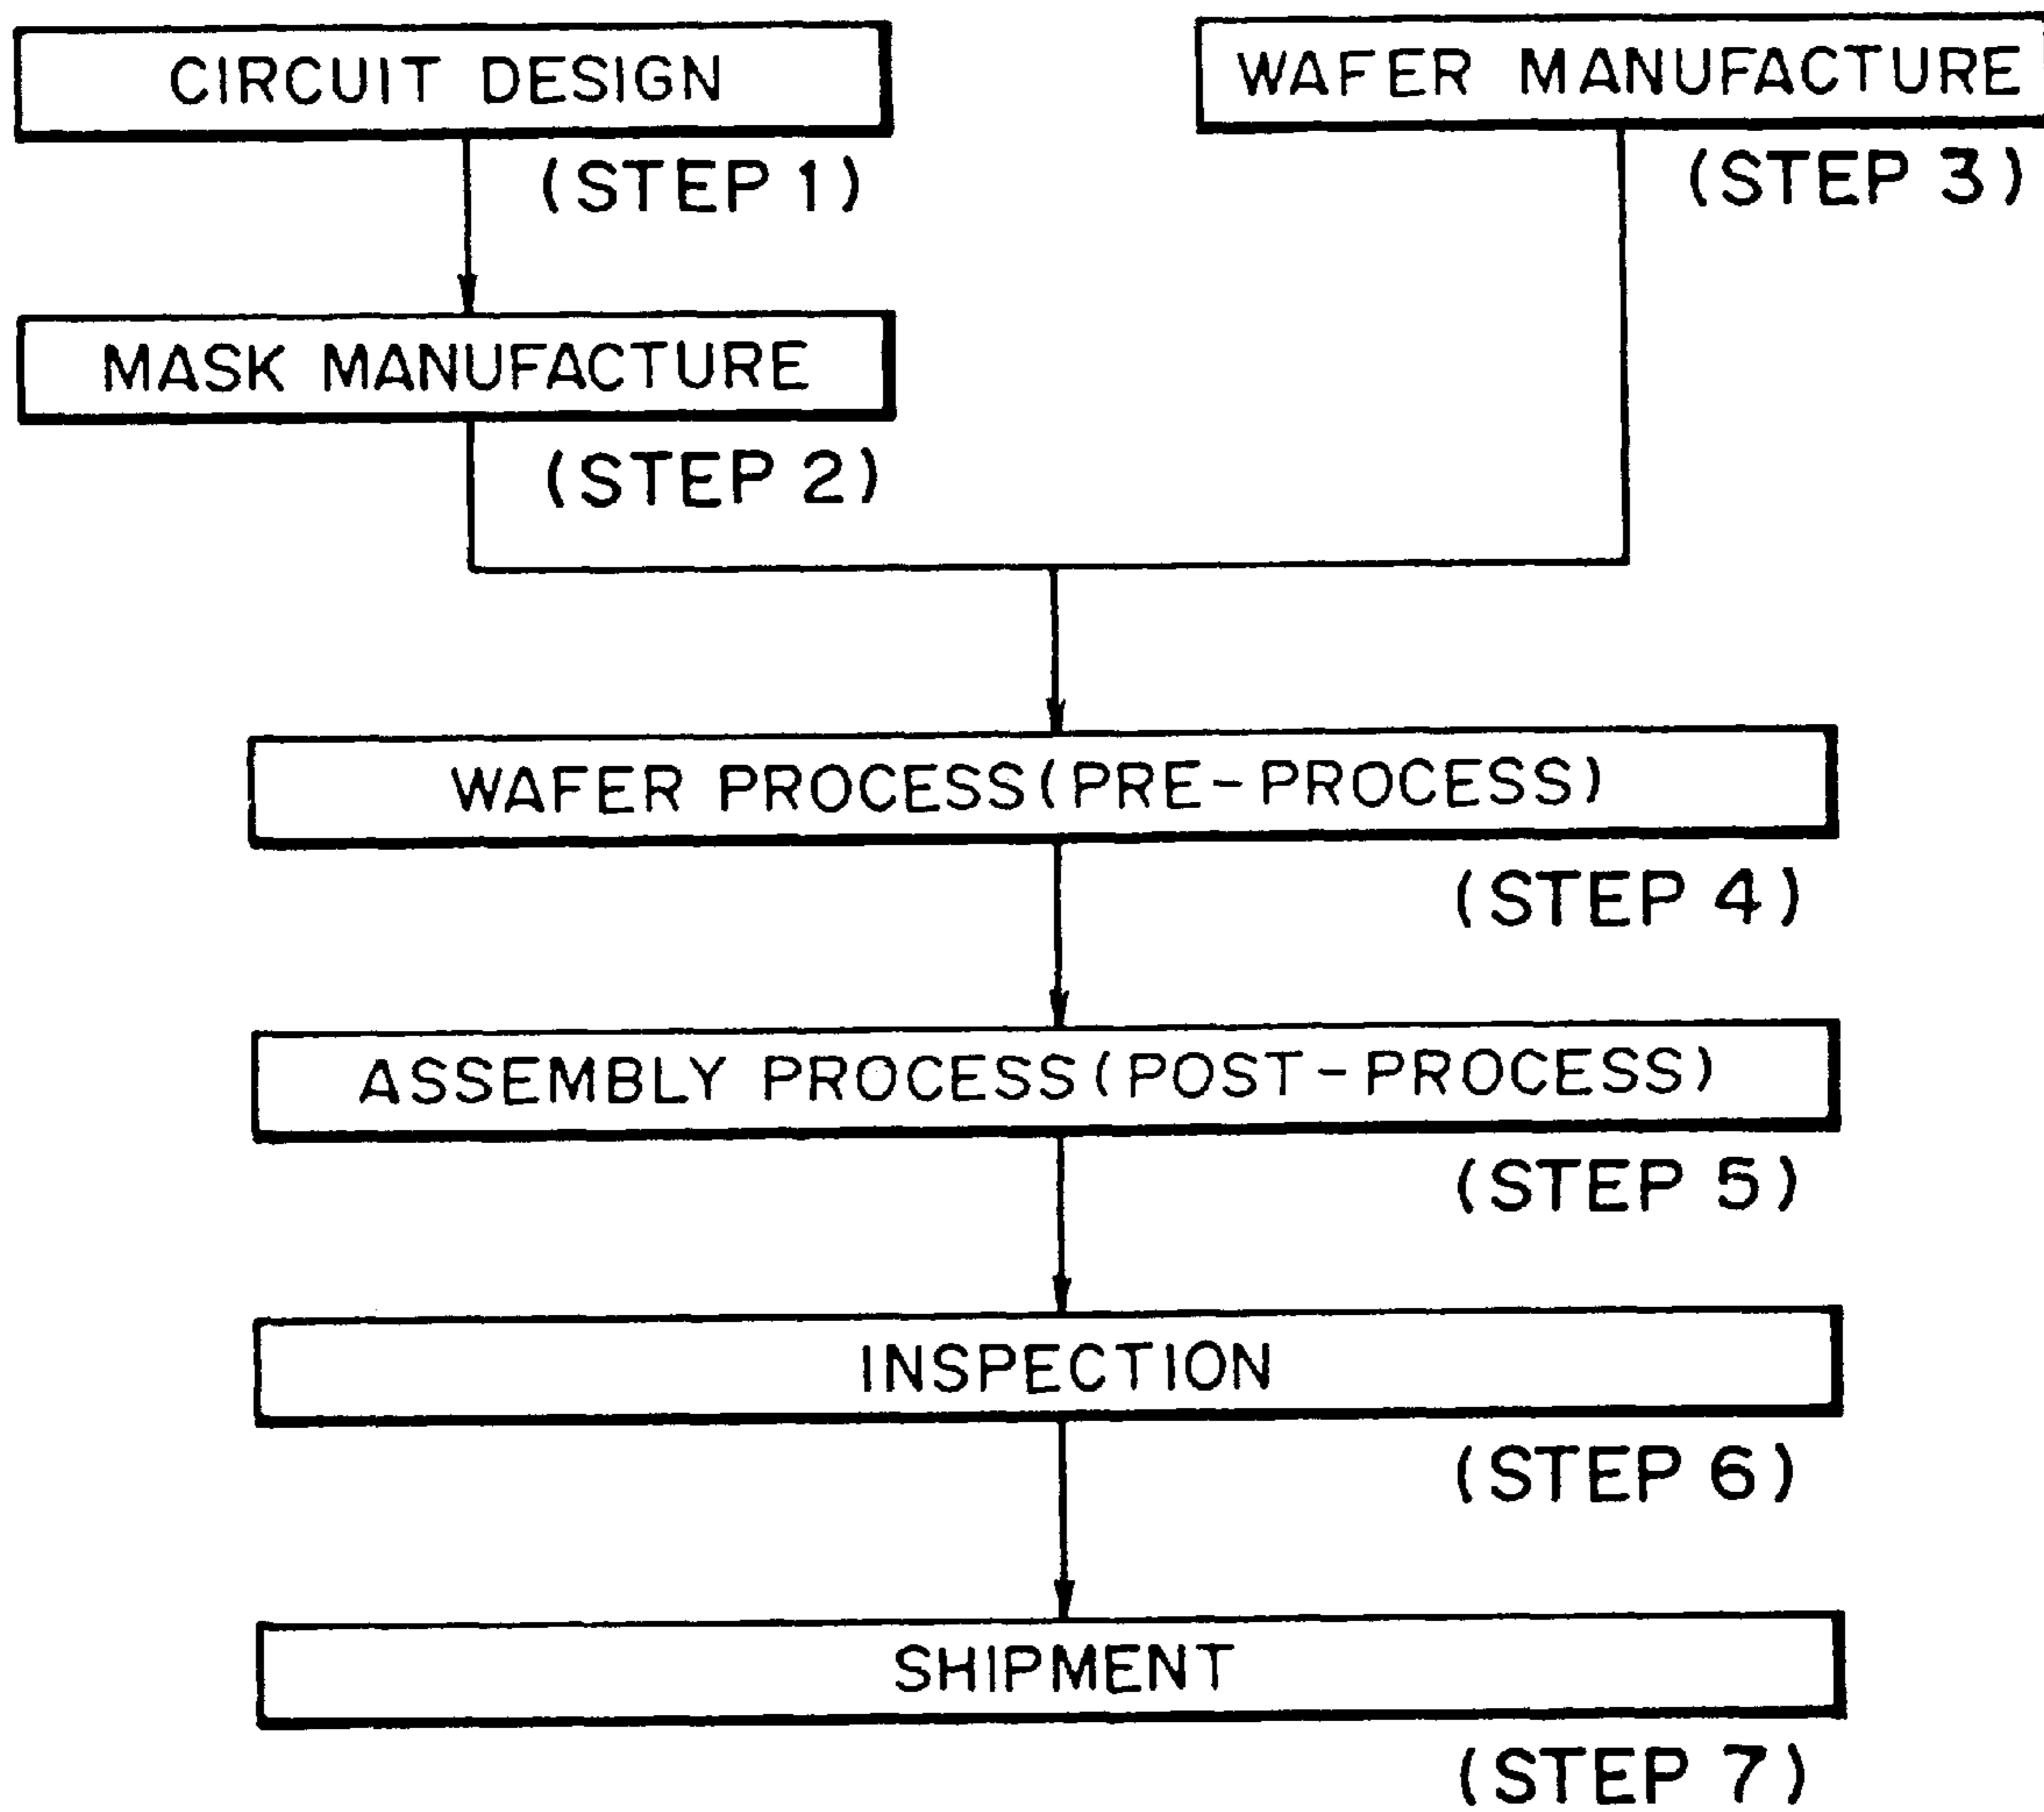 CIRCUIT DESIGN
(STEP 1)
WAFER MANUFACTURE
(STEP 3)
MASK MANUFACTURE
(STEP 2)
WAFER PROCESS(PRE-PROCESS)
(STEP 4)
ASSEMBLY PROCESS(POST-PROCESS)
(STEP 5)
INSPECTION
(STEP 6)
SHIPMENT
(STEP 7)